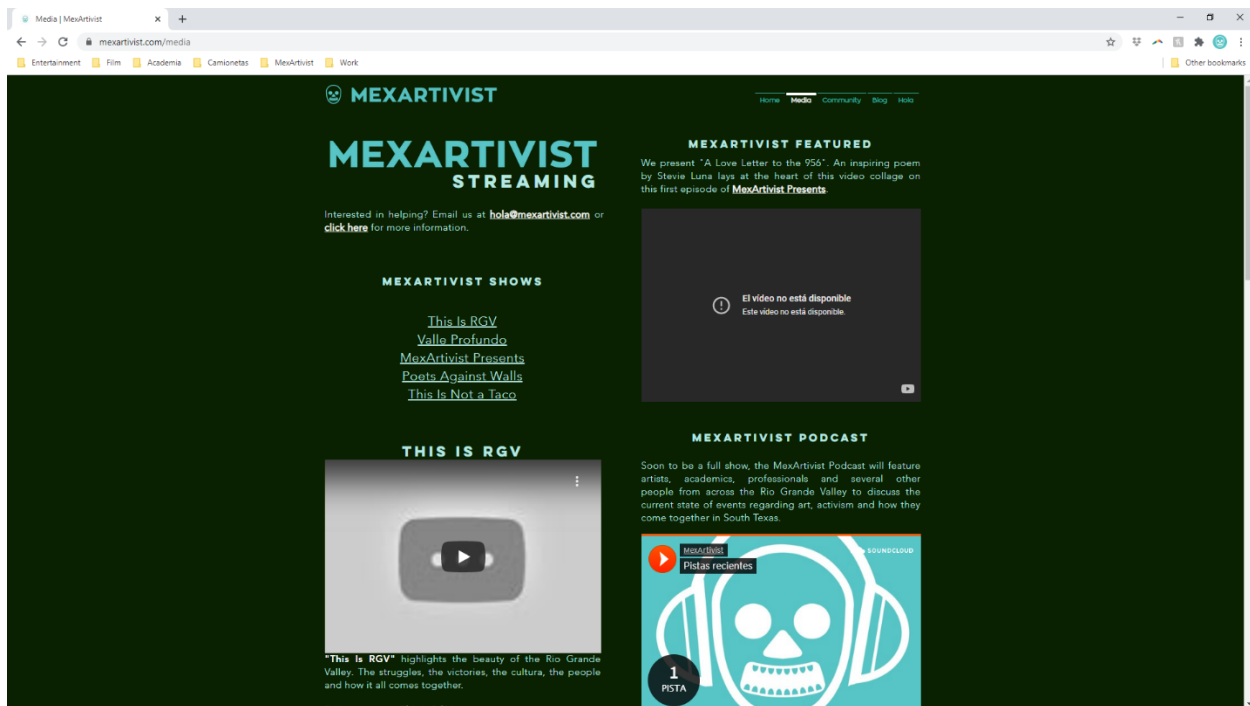 Media | MexArtivist
mexartivist.com/media
Entertainment Film Academia Camionetas MexArtivist Work
Other bookmarks
MEXARTIVIST
Home Media Community Blog Hola
MEXARTIVIST
STREAMING
Interested in helping? Email us at hola@mexartivist.com or
click here for more information.
MEXARTIVIST SHOWS
This Is RGV
Valle Profundo
MexArtivist Presents
Poets Against Walls
This Is Not a Taco
THIS IS RGV
"This Is RGV" highlights the beauty of the Rio Grande
Valley. The struggles, the victories, the cultura, the people
and how it all comes together.
MEXARTIVIST FEATURED
We present "A Love Letter to the 956". An inspiring poem
by Stevie Luna lays at the heart of this video collage on
this first episode of MexArtivist Presents.
El vídeo no está disponible
Este vídeo no está disponible.
MEXARTIVIST PODCAST
Soon to be a full show, the MexArtivist Podcast will feature
artists, academics, professionals and several other
people from across the Rio Grande Valley to discuss the
current state of events regarding art, activism and how they
come together in South Texas.
MexArtivist
SOUNDCLOUD
Pistas recientes
1
PISTA